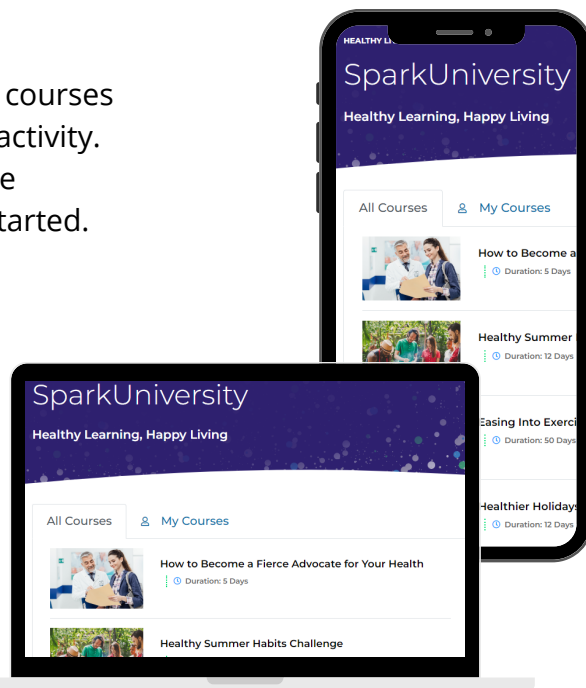 courses
activity.
started.
HEALTHY
SparkUniversity
Healthy Learning, Happy Living
All Courses My Courses
How to Become a
Duration: 5 Days
Healthy Summer
Duration: 12 Days
Easing Into Exerci
Duration: 50 Days
Healthier Holidays
Duration: 12 Days
SparkUniversity
Healthy Learning, Happy Living
All Courses My Courses
How to Become a Fierce Advocate for Your Health
Duration: 5 Days
Healthy Summer Habits Challenge